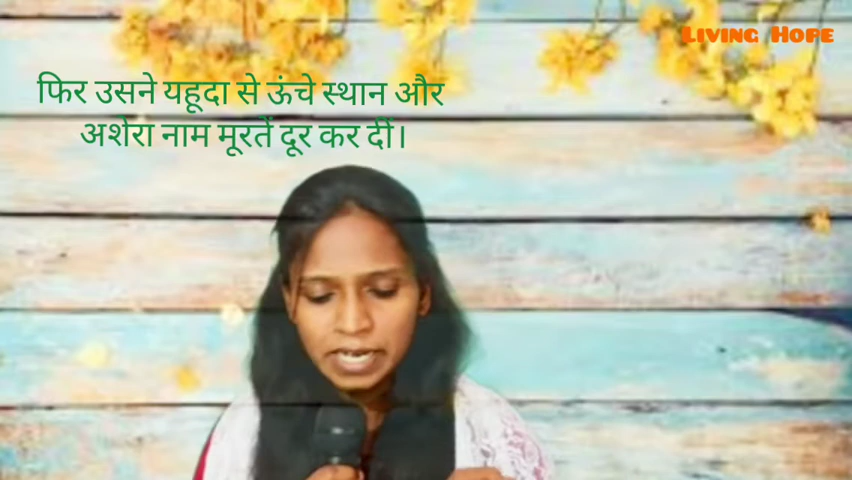 Living Hope
फिर उसने यहूदा से ऊंचे स्थान और
अशेरा नाम मूरतें दूर कर दीं।